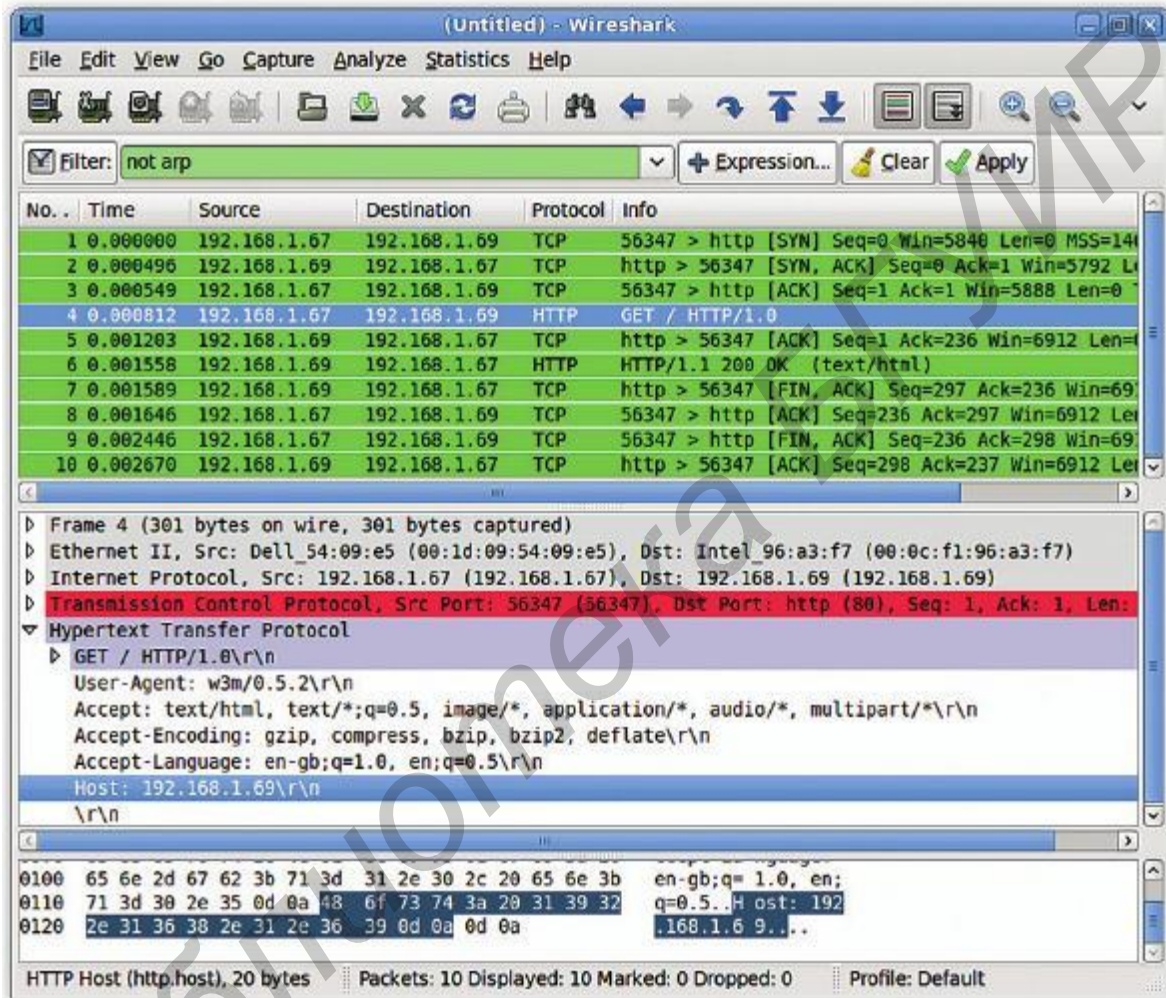 (Untitled) - Wireshark
File Edit View Go Capture Analyze Statistics Help
Filter: not arp Expression... Clear Apply
No. . Time Source Destination Protocol Info
1 0.000000 192.168.1.67 192.168.1.69 TCP 56347 > http [SYN] Seq=0 Win=5840 Len=0 MSS=14
2 0.000496 192.168.1.69 192.168.1.67 TCP http > 56347 [SYN, ACK] Seq=0 Ack=1 Win=5792 L
3 0.000549 192.168.1.67 192.168.1.69 TCP 56347 > http [ACK] Seq=1 Ack=1 Win=5888 Len=0
4 0.000812 192.168.1.67 192.168.1.69 HTTP GET / HTTP/1.0
5 0.001203 192.168.1.69 192.168.1.67 TCP http > 56347 [ACK] Seq=1 Ack=236 Win=6912 Len=
6 0.001558 192.168.1.69 192.168.1.67 HTTP HTTP/1.1 200 OK (text/html)
7 0.001589 192.168.1.69 192.168.1.67 TCP http > 56347 [FIN, ACK] Seq=297 Ack=236 Win=69
8 0.001646 192.168.1.67 192.168.1.69 TCP 56347 > http [ACK] Seq=236 Ack=297 Win=6912 Le
9 0.002446 192.168.1.67 192.168.1.69 TCP 56347 > http [FIN, ACK] Seq=236 Ack=298 Win=69
10 0.002670 192.168.1.69 192.168.1.67 TCP http > 56347 [ACK] Seq=298 Ack=237 Win=6912 Le
Frame 4 (301 bytes on wire, 301 bytes captured)
Ethernet II, Src: Dell_54:09:e5 (00:1d:09:54:09:e5), Dst: Intel_96:a3:f7 (00:0c:f1:96:a3:f7)
Internet Protocol, Src: 192.168.1.67 (192.168.1.67), Dst: 192.168.1.69 (192.168.1.69)
Transmission Control Protocol, Src Port: 56347 (56347), Dst Port: http (80), Seq: 1, Ack: 1, Len:
Hypertext Transfer Protocol
GET / HTTP/1.0\r\n
User-Agent: w3m/0.5.2\r\n
Accept: text/html, text/*;q=0.5, image/*, application/*, audio/*, multipart/*\r\n
Accept-Encoding: gzip, compress, bzip, bzip2, deflate\r\n
Accept-Language: en-gb;q=1.0, en;q=0.5\r\n
Host: 192.168.1.69\r\n
\r\n
0100 65 6e 2d 67 62 3b 71 3d 31 2e 30 2c 20 65 6e 3b en-gb;q= 1.0, en;
0110 71 3d 30 2e 35 0d 0a 48 6f 73 74 3a 20 31 39 32 q=0.5..H ost: 192
0120 2e 31 36 38 2e 31 2e 36 39 0d 0a 0d 0a .168.1.6 9....
HTTP Host (http.host), 20 bytes Packets: 10 Displayed: 10 Marked: 0 Dropped: 0 Profile: Default
БГУИР